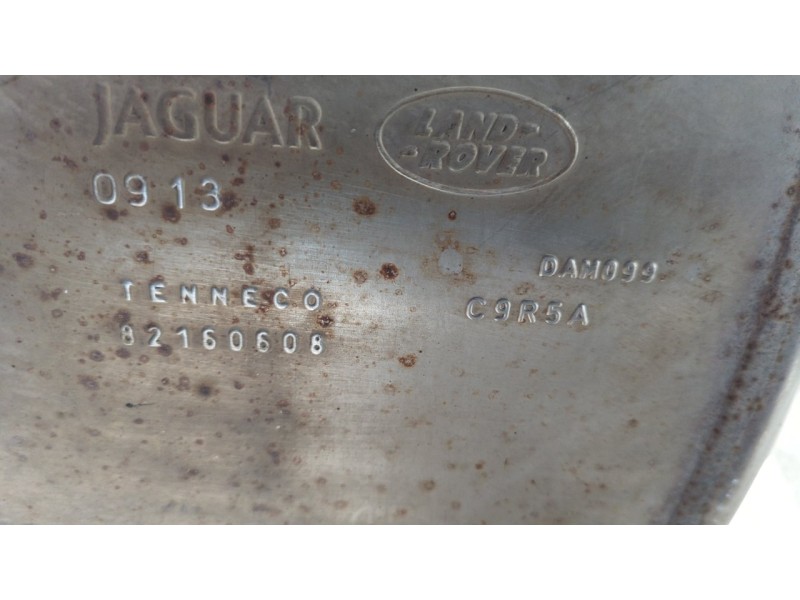 JAGUAR
LAND-
-ROVER
09 13
DAM099
TENNECO
C9R5A
82160608